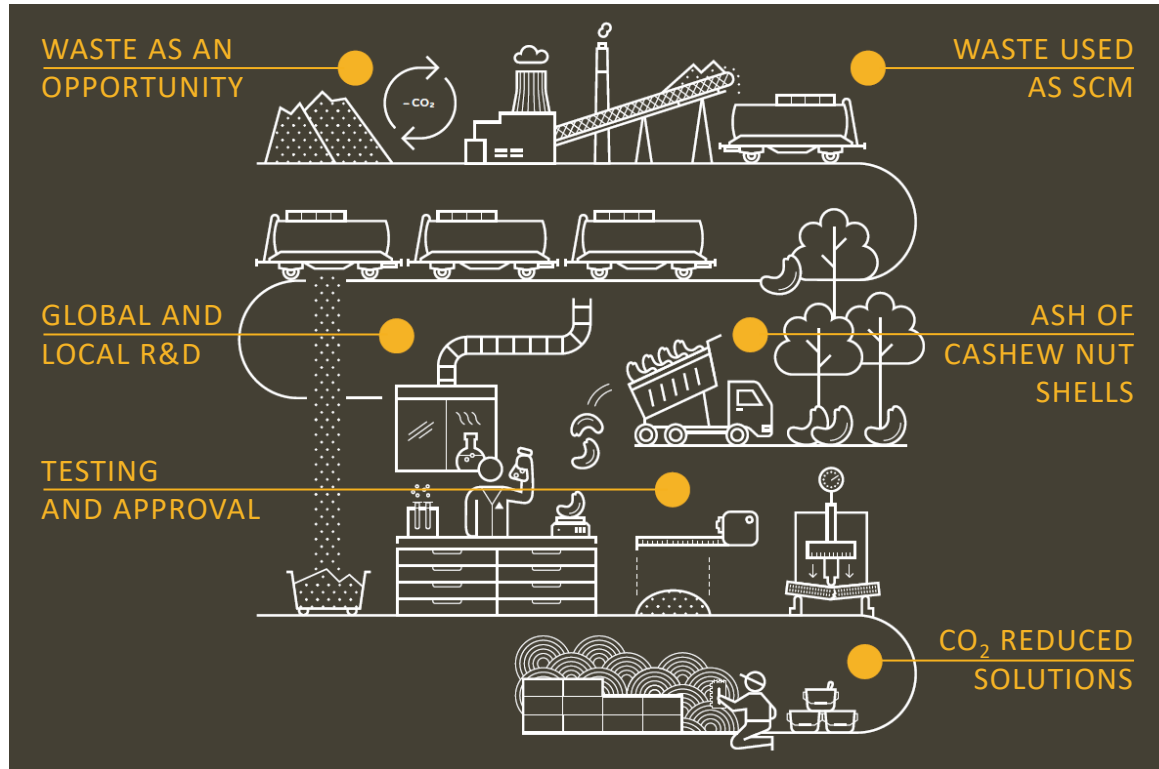 WASTE AS AN
OPPORTUNITY
–CO₂
WASTE USED
AS SCM
GLOBAL AND
LOCAL R&D
ASH OF
CASHEW NUT
SHELLS
TESTING
AND APPROVAL
CO₂ REDUCED
SOLUTIONS